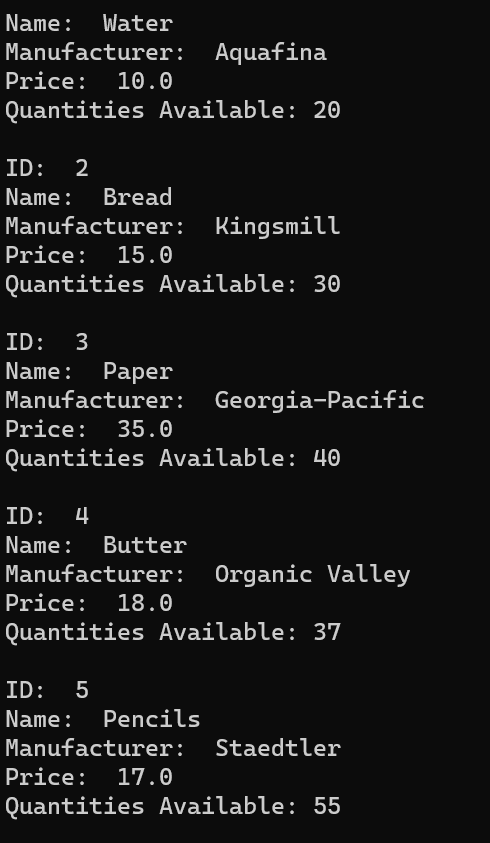 Name:  Water
Manufacturer:  Aquafina
Price:  10.0
Quantities Available: 20
ID:  2
Name:  Bread
Manufacturer:  Kingsmill
Price:  15.0
Quantities Available: 30
ID:  3
Name:  Paper
Manufacturer:  Georgia-Pacific
Price:  35.0
Quantities Available: 40
ID:  4
Name:  Butter
Manufacturer:  Organic Valley
Price:  18.0
Quantities Available: 37
ID:  5
Name:  Pencils
Manufacturer:  Staedtler
Price:  17.0
Quantities Available: 55